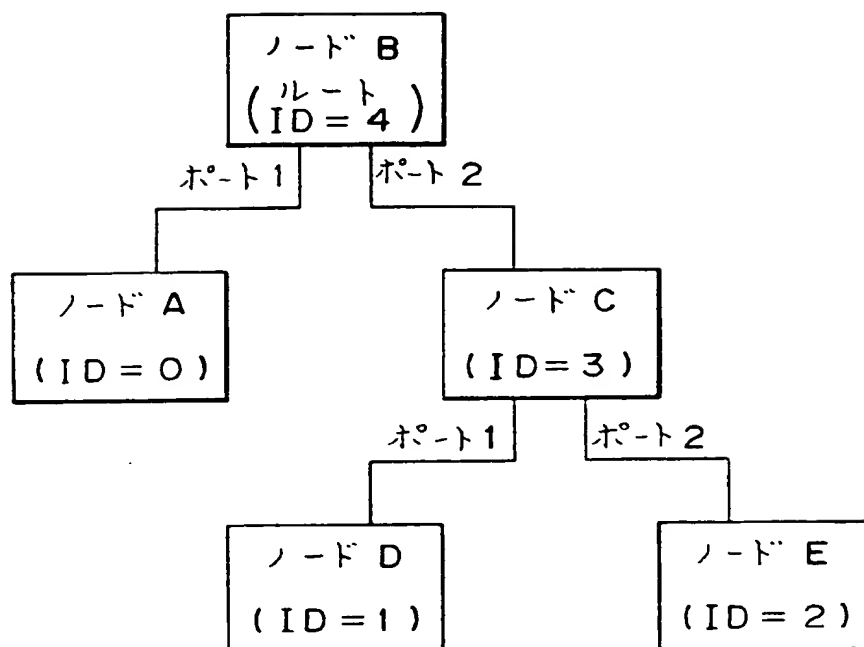 ノード B
(ルート
ID = 4)
ポート 1
ポート 2
ノード A
(ID = 0)
ノード C
(ID = 3)
ポート 1
ポート 2
ノード D
(ID = 1)
ノード E
(ID = 2)